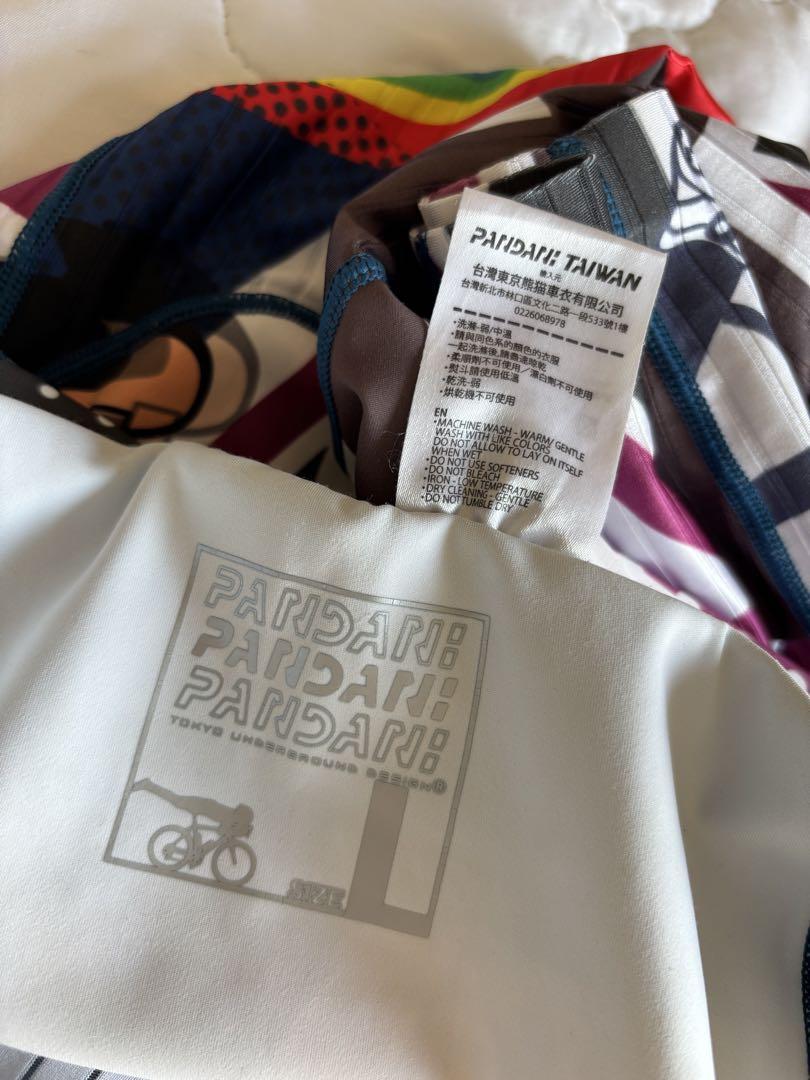 PANDANI TAIWAN
輸入元
台灣東京熊猫車衣有限公司
台灣新北市林口區文化二路一段533號1樓
0226068978
•洗滌-弱/中溫
•請與同色系的顏色的衣服
一起洗滌後,請盡速晾乾
•柔順劑不可使用/漂白劑不可使用
•熨斗請使用低溫
•乾洗-弱
•烘乾機不可使用
EN
•MACHINE WASH - WARM/ GENTLE
WASH WITH LIKE COLORS
DO NOT ALLOW TO LAY ON ITSELF
WHEN WET
•DO NOT USE SOFTENERS
•DO NOT BLEACH
•IRON - LOW TEMPERATURE
•DRY CLEANING - GENTLE
•DO NOT TUMBLE DRY
PANDANI
PANDANI
PANDANI
TOKYO UNDERGROUND DESIGN®
SIZE L